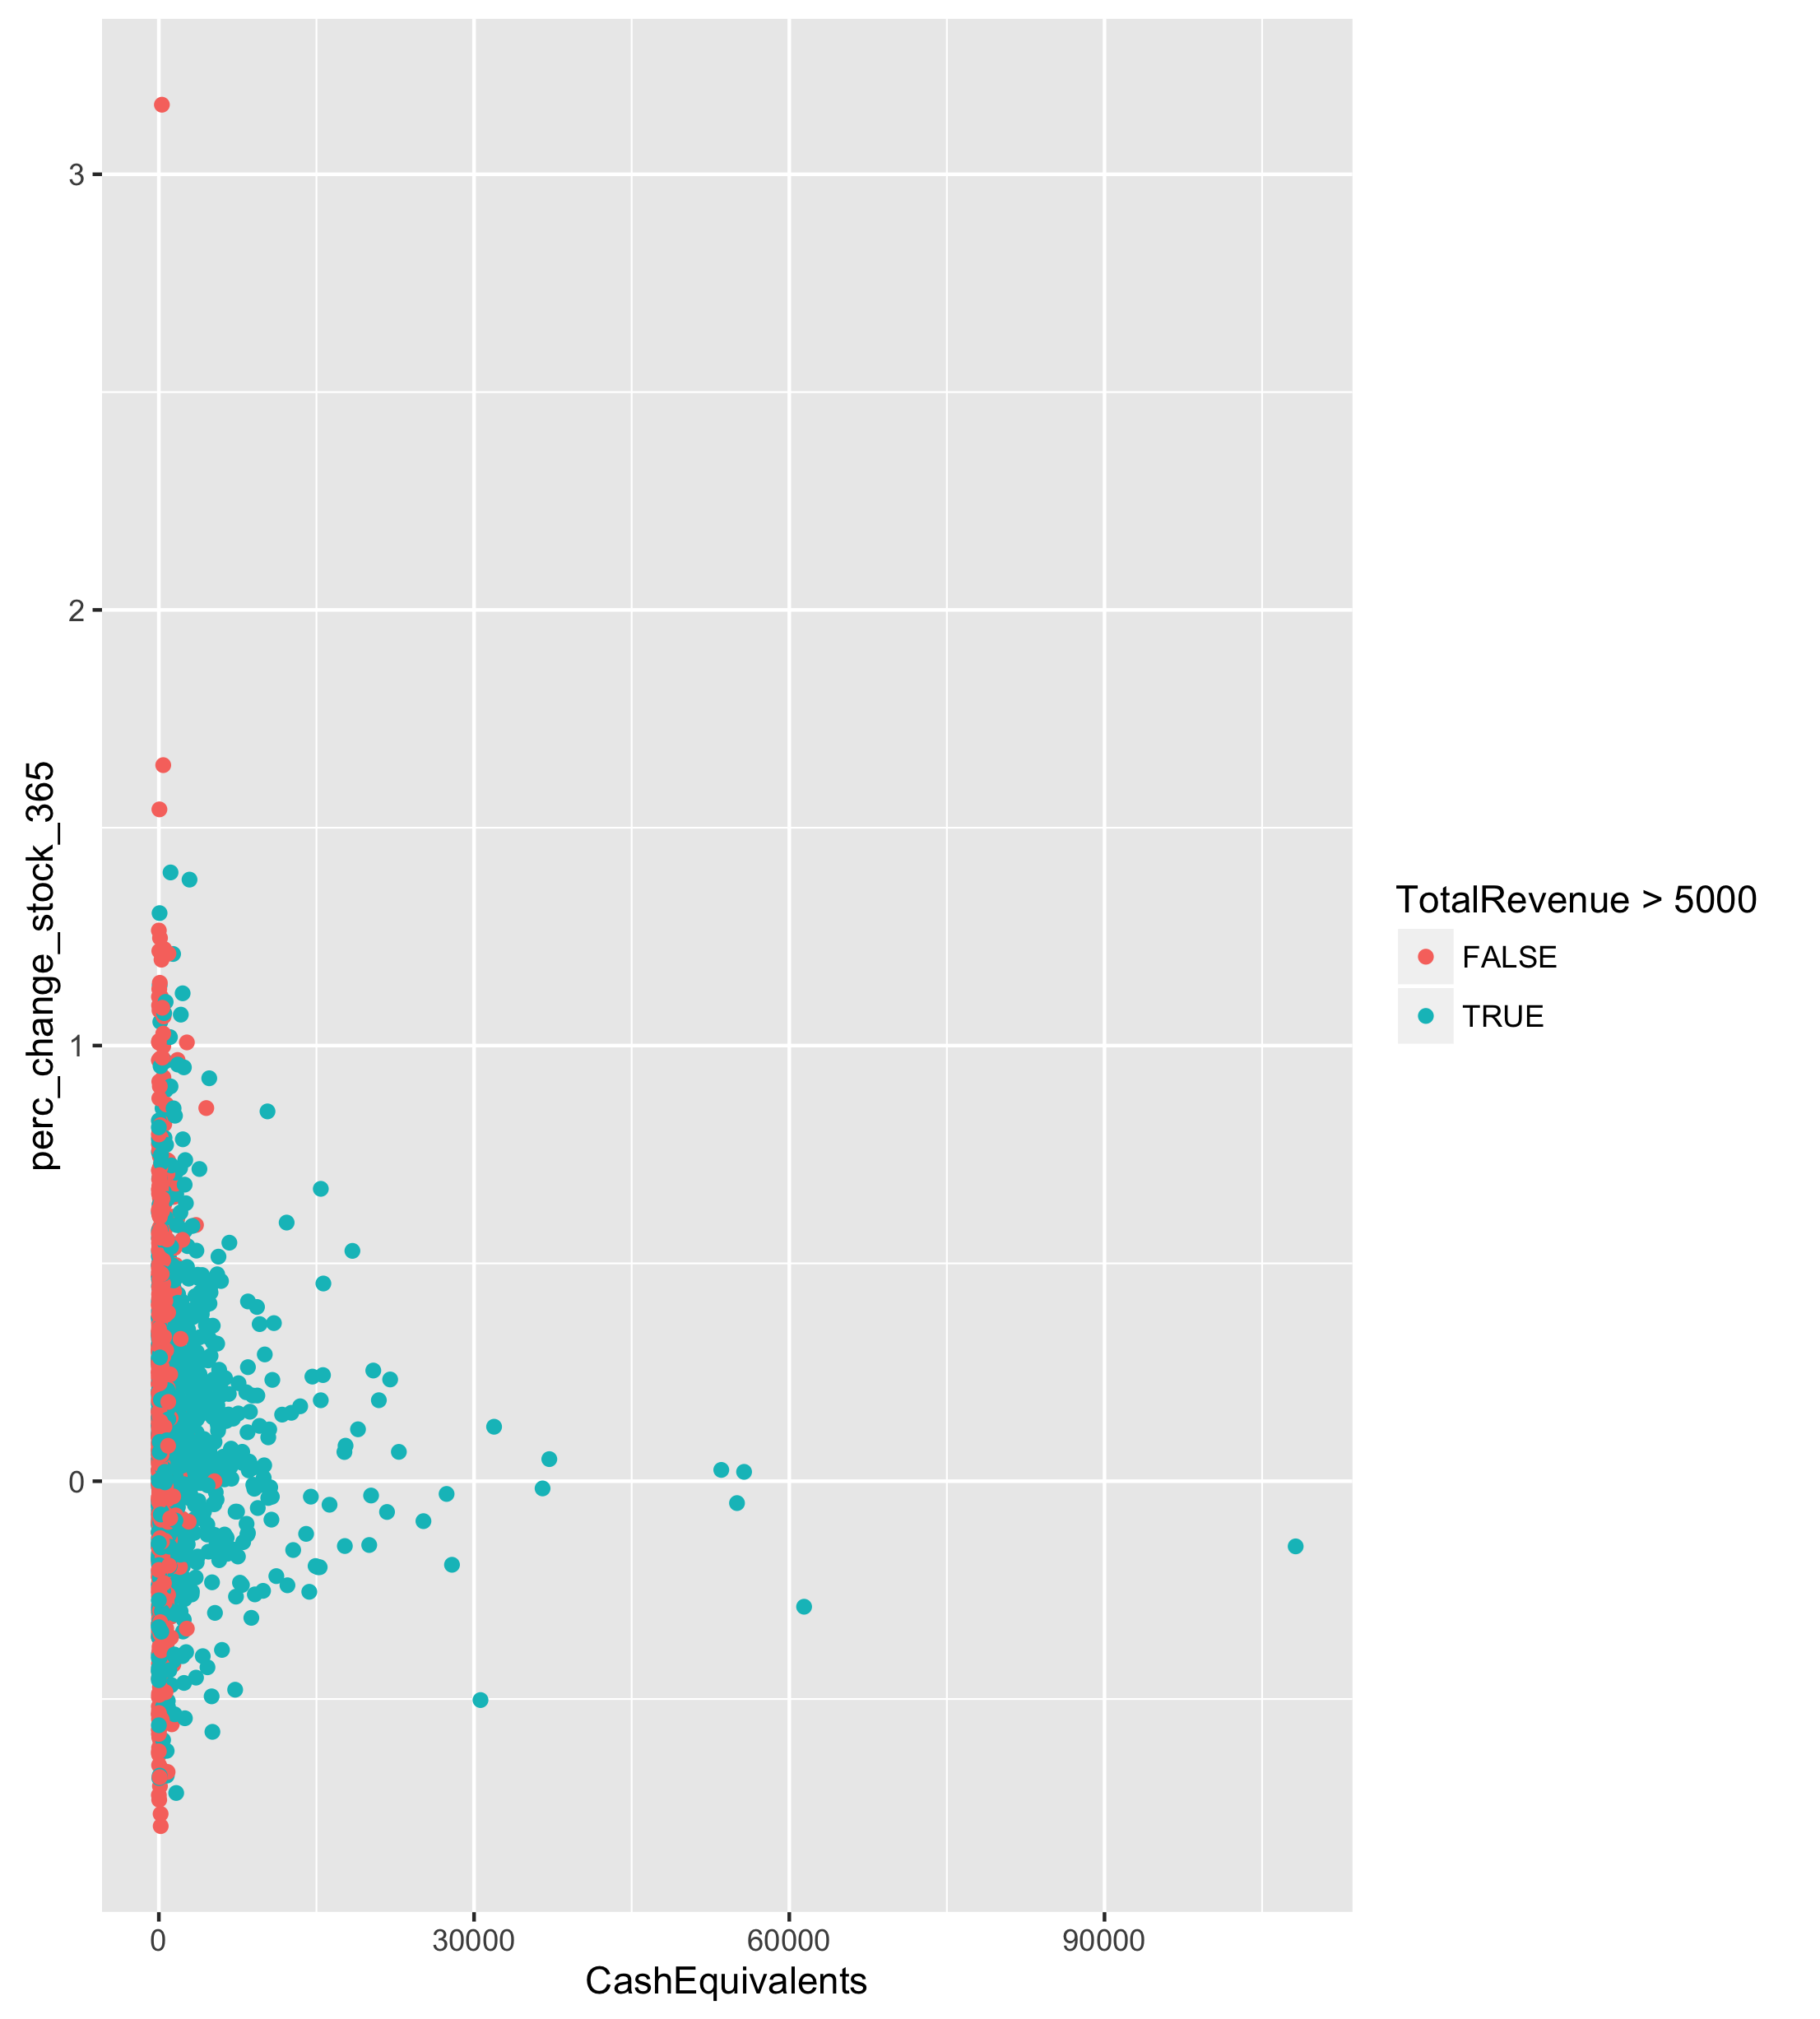 3
2
1
0
perc_change_stock_365
0
30000
60000
90000
CashEquivalents
TotalRevenue > 5000
FALSE
TRUE